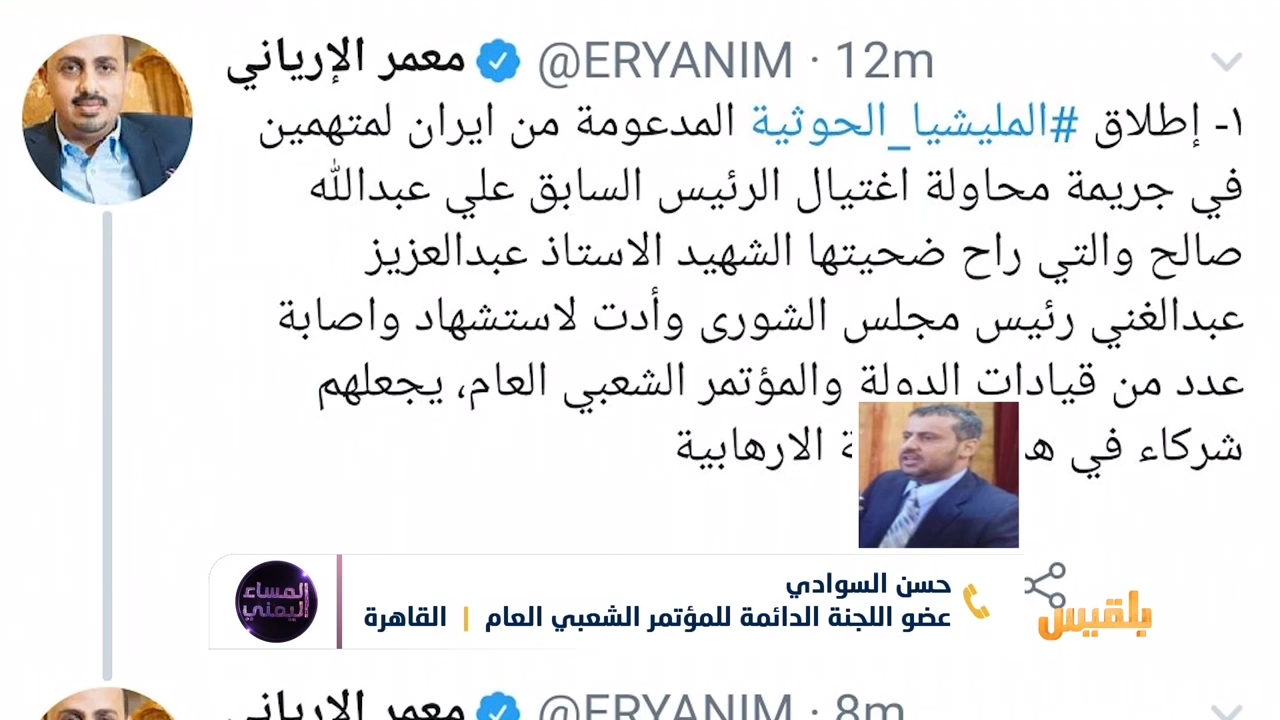 معمر الإرياني @ERYANIM · 12m
١- إطلاق #المليشيا_الحوثية المدعومة من ايران لمتهمين
في جريمة محاولة اغتيال الرئيس السابق علي عبدالله
صالح والتي راح ضحيتها الشهيد الاستاذ عبدالعزيز
عبدالغني رئيس مجلس الشورى وأدت لاستشهاد واصابة
عدد من قيادات الدولة والمؤتمر الشعبي العام، يجعلهم
شركاء في الارهابية
حسن السوادي
عضو اللجنة الدائمة للمؤتمر الشعبي العام | القاهرة
المساء
اليمني
بلقيس
معمر الإرياني @ERYANIM · 8m